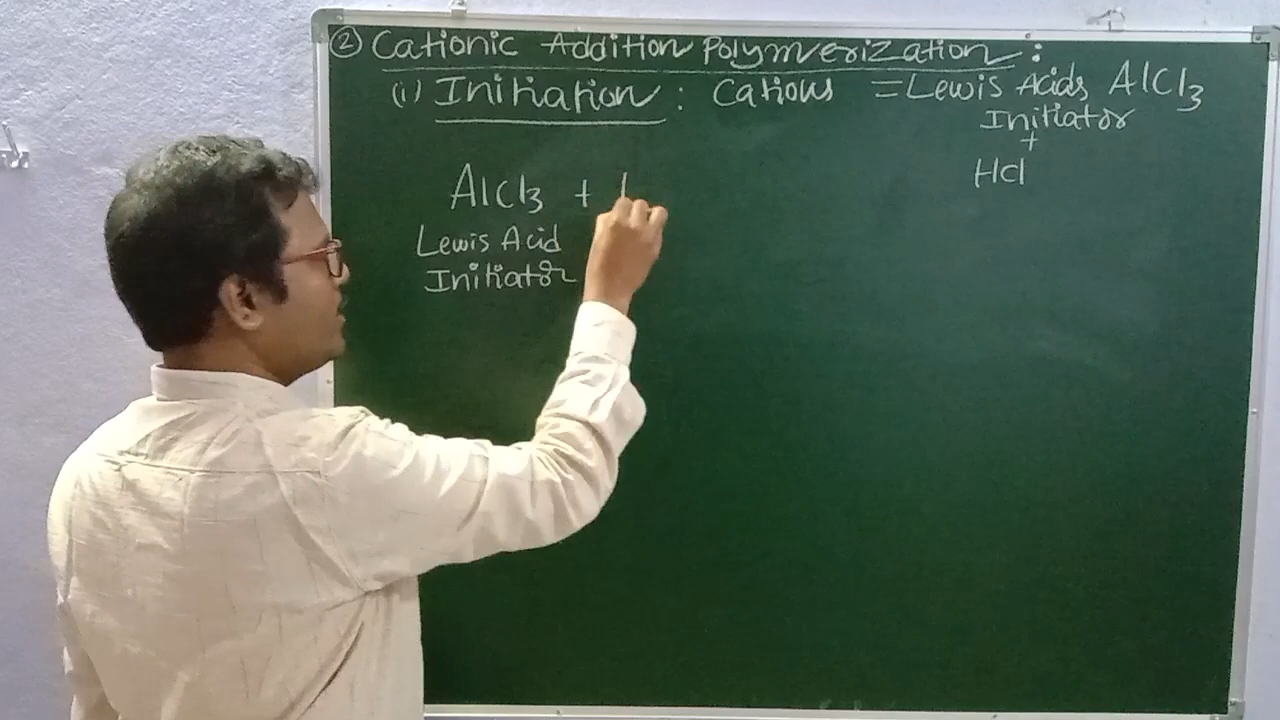 ② Cationic Addition Polymerization :
(i) Initiation : Cations = Lewis Acids AlCl3
Initiator
+
Hcl
AlCl3 +
Lewis Acid
Initiator